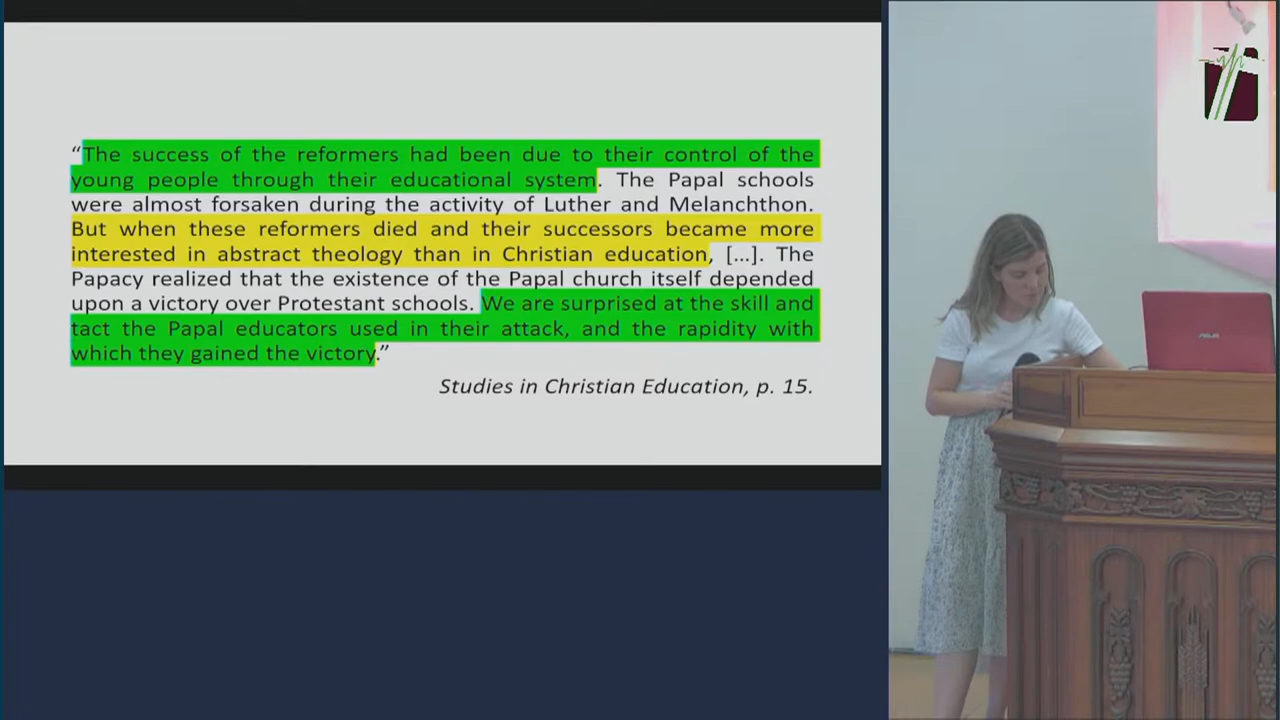 “The success of the reformers had been due to their control of the
young people through their educational system. The Papal schools
were almost forsaken during the activity of Luther and Melanchthon.
But when these reformers died and their successors became more
interested in abstract theology than in Christian education, [...]. The
Papacy realized that the existence of the Papal church itself depended
upon a victory over Protestant schools. We are surprised at the skill and
tact the Papal educators used in their attack, and the rapidity with
which they gained the victory.”
Studies in Christian Education, p. 15.
ASUS